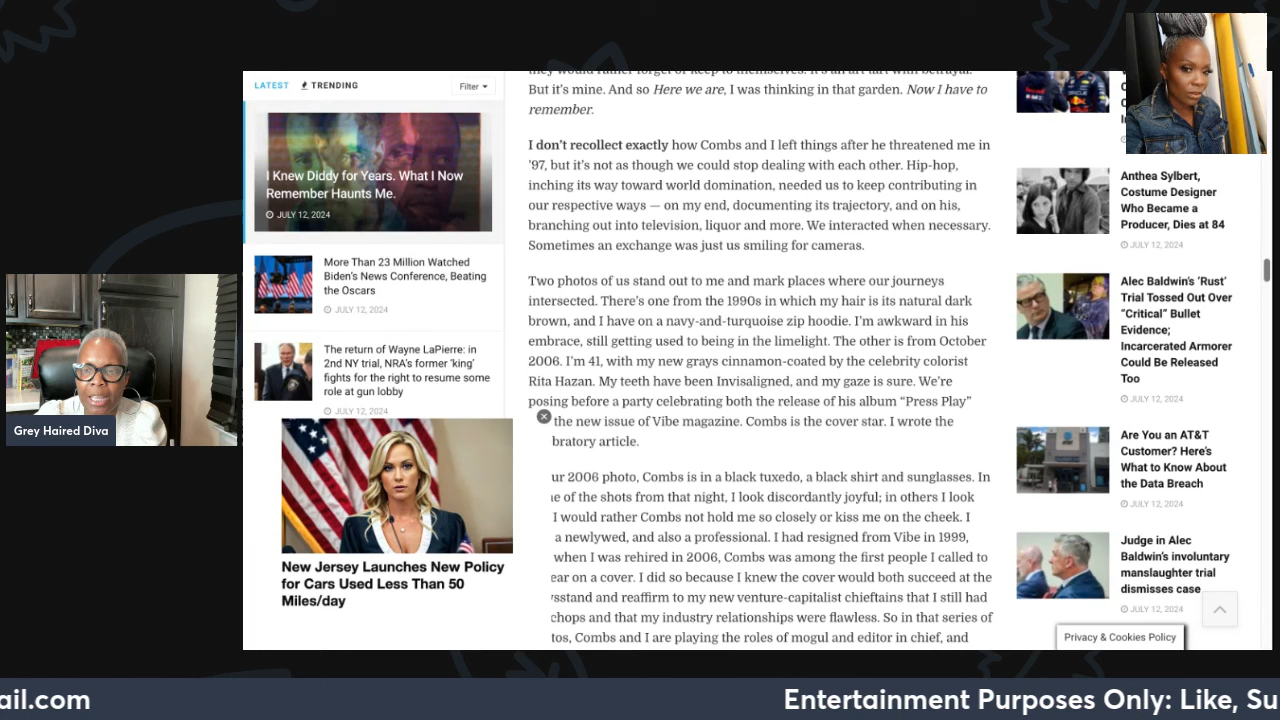 LATEST
TRENDING
Filter
I Knew Diddy for Years. What I Now
Remember Haunts Me.
JULY 12, 2024
More Than 23 Million Watched
Biden's News Conference, Beating
the Oscars
JULY 12, 2024
The return of Wayne LaPierre: in
2nd NY trial, NRA's former 'king'
fights for the right to resume some
role at gun lobby
JULY 12, 2024
New Jersey Launches New Policy
for Cars Used Less Than 50
Miles/day
Grey Haired Diva
they would rather forget or keep to themselves. It's an art
But it's mine. And so Here we are, I was thinking in that garden. Now I have to
remember.
I don't recollect exactly how Combs and I left things after he threatened me in
'97, but it's not as though we could stop dealing with each other. Hip-hop,
inching its way toward world domination, needed us to keep contributing in
our respective ways — on my end, documenting its trajectory, and on his,
branching out into television, liquor and more. We interacted when necessary.
Sometimes an exchange was just us smiling for cameras.
Two photos of us stand out to me and mark places where our journeys
intersected. There's one from the 1990s in which my hair is its natural dark
brown, and I have on a navy-and-turquoise zip hoodie. I'm awkward in his
embrace, still getting used to being in the limelight. The other is from October
2006. I'm 41, with my new grays cinnamon-coated by the celebrity colorist
Rita Hazan. My teeth have been Invisaligned, and my gaze is sure. We're
posing before a party celebrating both the release of his album “Press Play”
the new issue of Vibe magazine. Combs is the cover star. I wrote the
bratory article.
ur 2006 photo, Combs is in a black tuxedo, a black shirt and sunglasses. In
e of the shots from that night, I look discordantly joyful; in others I look
I would rather Combs not hold me so closely or kiss me on the cheek. I
a newlywed, and also a professional. I had resigned from Vibe in 1999,
when I was rehired in 2006, Combs was among the first people I called to
ear on a cover. I did so because I knew the cover would both succeed at the
sstand and reaffirm to my new venture-capitalist chieftains that I still had
chops and that my industry relationships were flawless. So in that series of
tos, Combs and I are playing the roles of mogul and editor in chief, and
Anthea Sylbert,
Costume Designer
Who Became a
Producer, Dies at 84
JULY 12, 2024
Alec Baldwin's 'Rust'
Trial Tossed Out Over
“Critical” Bullet
Evidence;
Incarcerated Armorer
Could Be Released
Too
JULY 12, 2024
Are You an AT&T
Customer? Here's
What to Know About
the Data Breach
JULY 12, 2024
Judge in Alec
Baldwin's involuntary
manslaughter trial
dismisses case
JULY 12, 2024
Privacy & Cookies Policy
ail.com
Entertainment Purposes Only: Like, Su